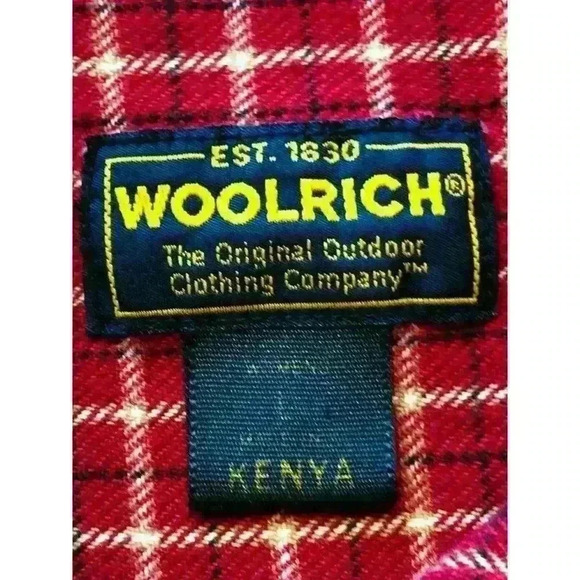 EST. 1830
WOOLRICH®
The Original Outdoor
Clothing Company™
KENYA